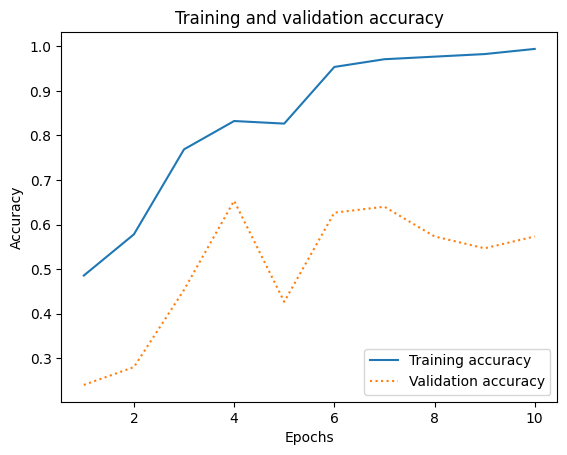 Training and validation accuracy
1.0
0.9
0.8
0.7
0.6
0.5
0.4
0.3
Accuracy
Training accuracy
Validation accuracy
2 4 6 8 10
Epochs